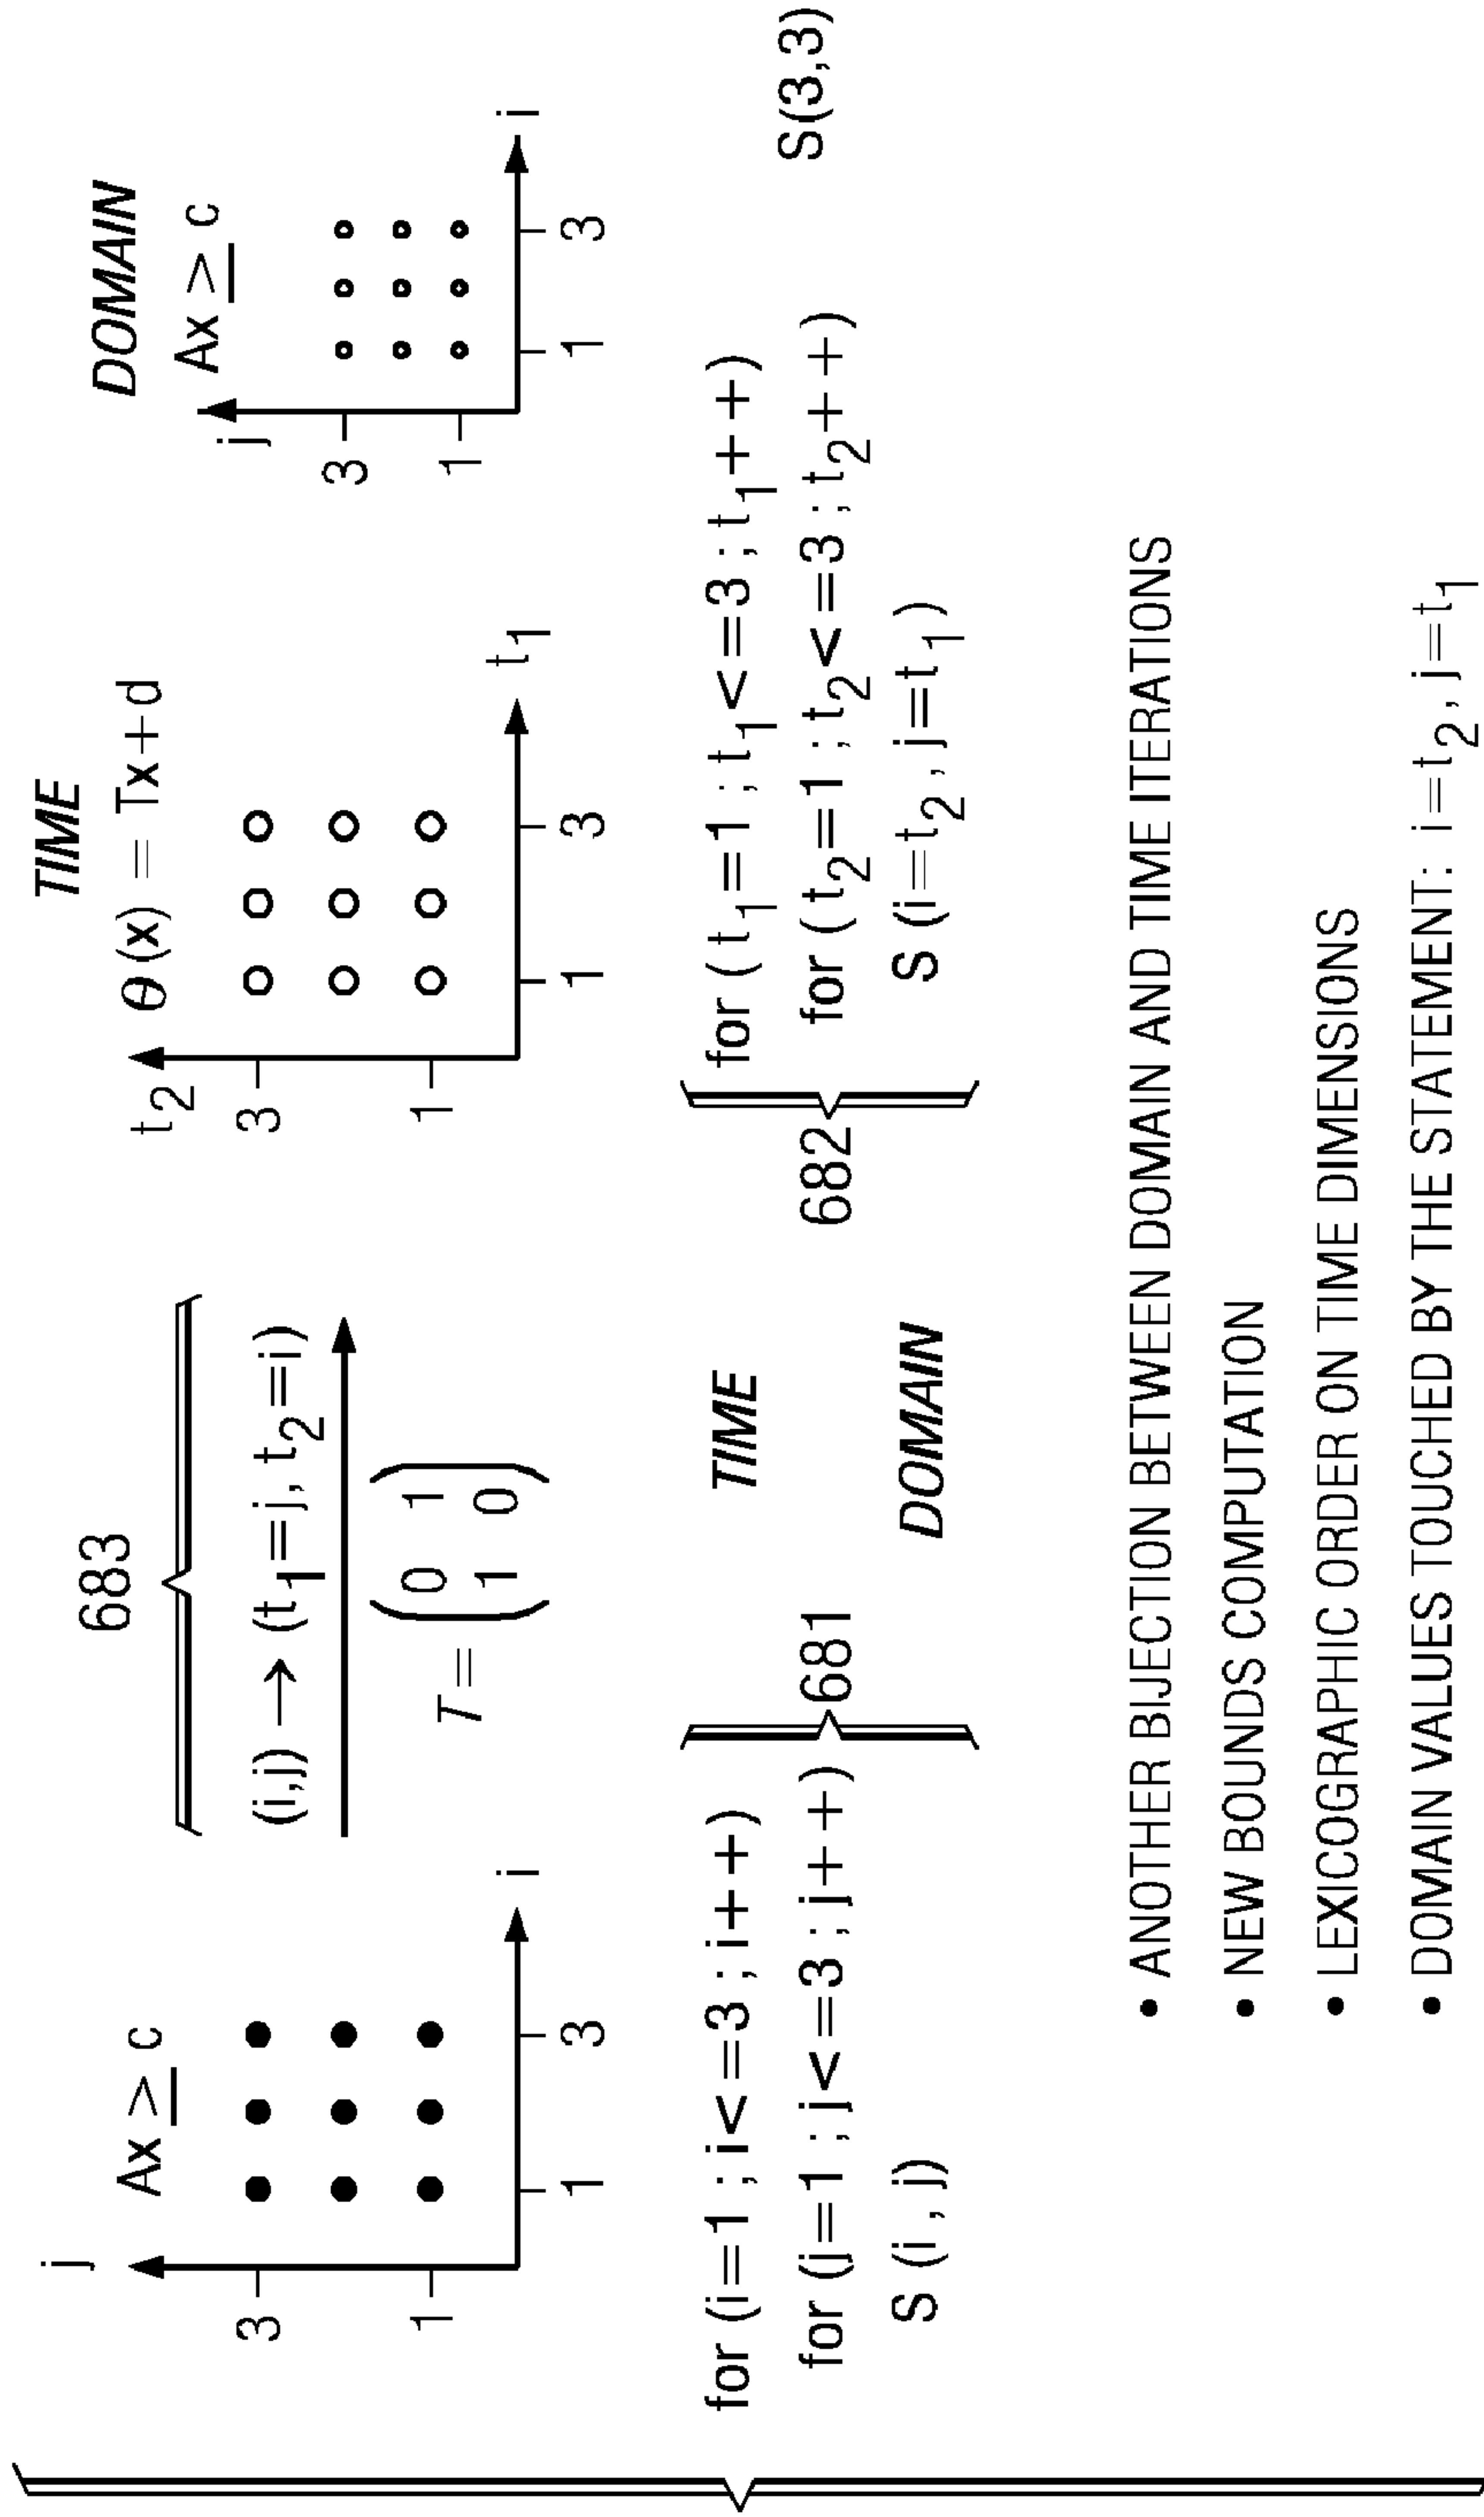 683
TIME
DOMAIN
j
Ax ≥ c
3
1
1
3
i
(i,j) → (t1=j, t2=i)
T = (0 1
1 0)
t2
θ(x) = Tx+d
3
1
1
3
t1
j
Ax ≥ c
3
1
1
3
i
for (i=1 ; i<=3 ; i++)
for (j=1 ; j<=3 ; j++)
S (i , j)
681
TIME
DOMAIN
682
for (t1=1 ; t1<=3 ; t1++)
for (t2=1 ; t2<=3 ; t2++)
S (i=t2, j=t1)
S(3,3)
• ANOTHER BIJECTION BETWEEN DOMAIN AND TIME ITERATIONS
• NEW BOUNDS COMPUTATION
• LEXICOGRAPHIC ORDER ON TIME DIMENSIONS
• DOMAIN VALUES TOUCHED BY THE STATEMENT: i=t2, j=t1